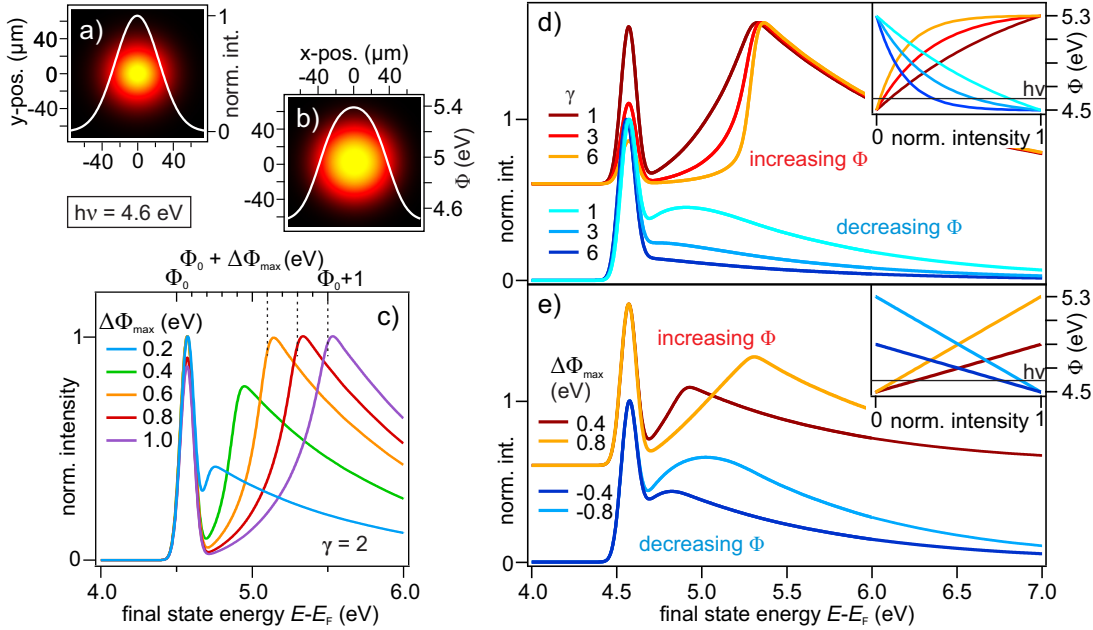 a)
y-pos. (µm)
40
0
-40
-40 0 40
1
0
norm. int.
hν = 4.6 eV
x-pos. (µm)
-40 0 40
b)
40
0
-40
5.4
5
4.6
Φ (eV)
Φ₀ + ΔΦmax (eV)
Φ₀ Φ₀+1
c)
ΔΦmax (eV)
0.2
0.4
0.6
0.8
1.0
γ = 2
1
0
norm. intensity
4.0 5.0 6.0
final state energy E-EF (eV)
d)
γ
1
3
6
increasing Φ
1
3
6
decreasing Φ
1
0
norm. int.
5.3
hν
4.5
Φ (eV)
0 norm. intensity 1
e)
increasing Φ
ΔΦmax
(eV)
0.4
0.8
-0.4
-0.8
decreasing Φ
1
0
norm. int.
5.3
hν
4.5
Φ (eV)
0 norm. intensity 1
4.0 4.5 5.0 5.5 6.0 6.5 7.0
final state energy E-EF (eV)